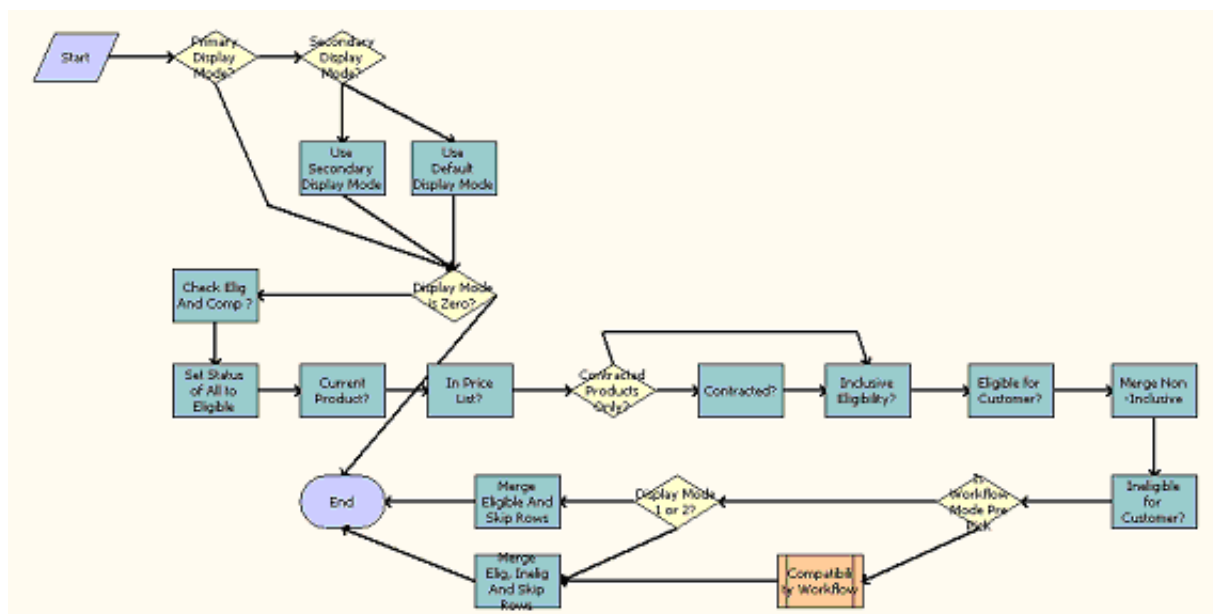 Start
Primary
Display
Mode?
Secondary
Display
Mode?
Use
Secondary
Display Mode
Use
Default
Display Mode
Check Elig
And Comp ?
Display Mode
is Zero?
Set Status
of All to
Eligible
Current
Product?
In Price
List?
Contracted
Products
Only?
Contracted?
Inclusive
Eligibility?
Eligible for
Customer?
Merge Non
-Inclusive
End
Merge
Eligible And
Skip Rows
Display Mode
1 or 2?
Is
Workflow
Mode Pre
Pick
Ineligible
for
Customer?
Merge
Elig, Inelig
And Skip
Rows
Compatibili
ty Workflow